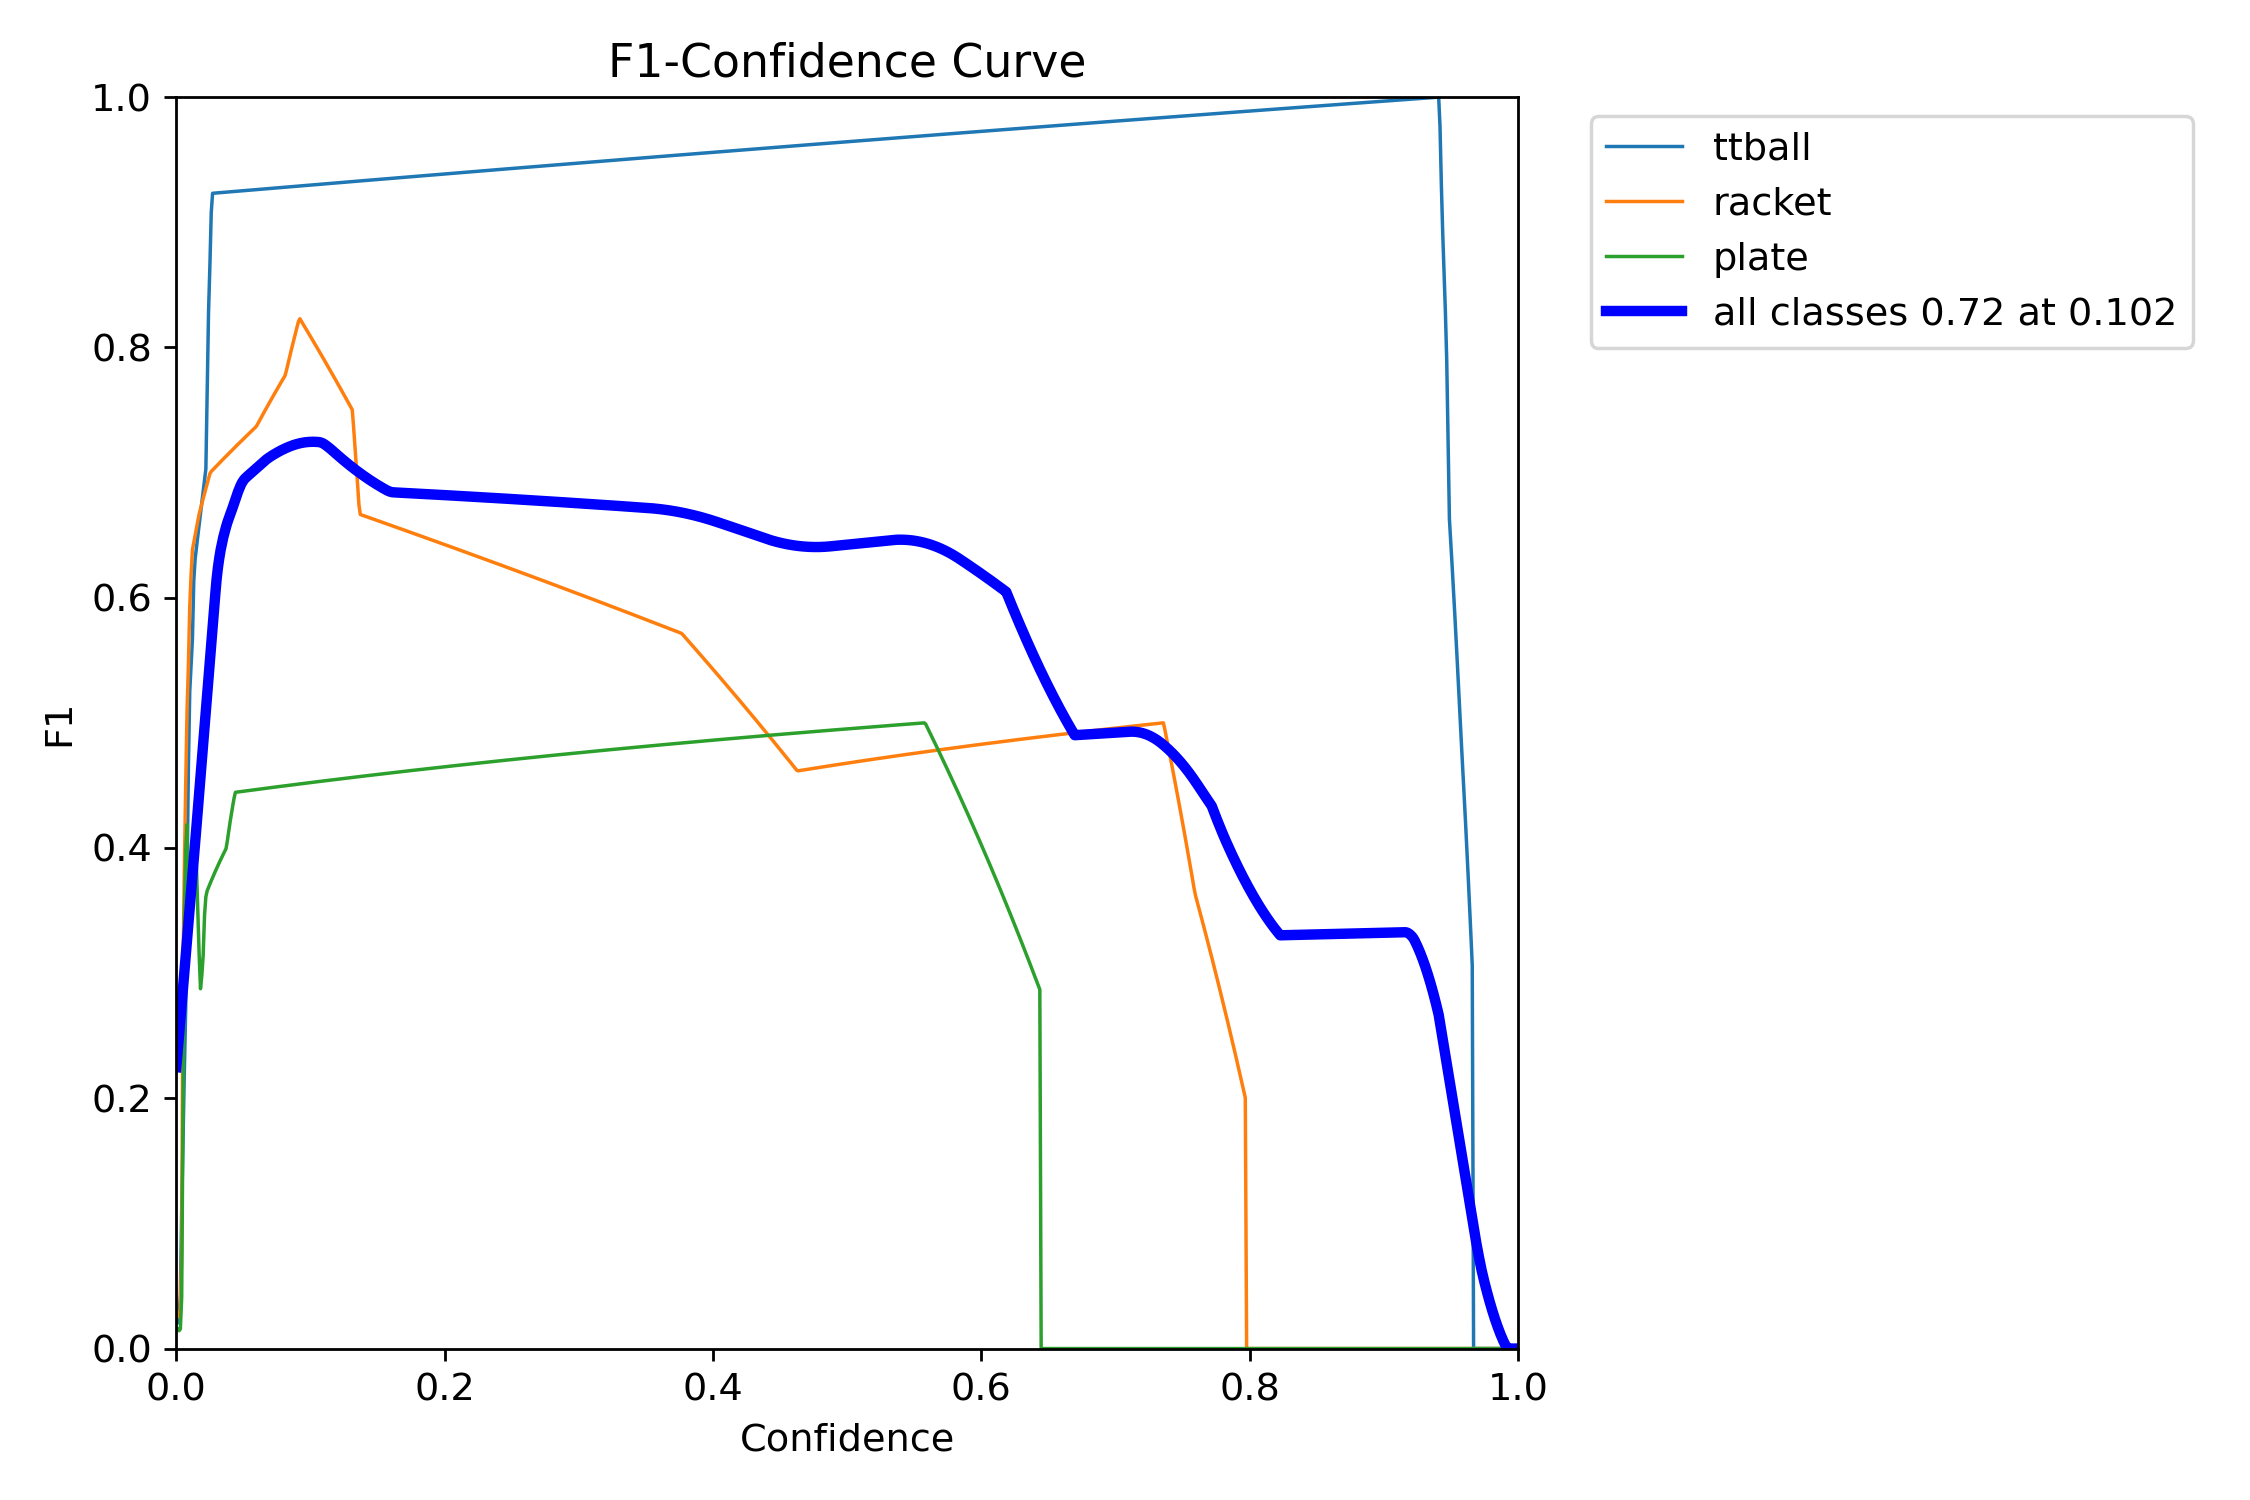 F1-Confidence Curve
1.0
0.8
0.6
0.4
0.2
0.0
F1
0.0 0.2 0.4 0.6 0.8 1.0
Confidence
ttball
racket
plate
all classes 0.72 at 0.102